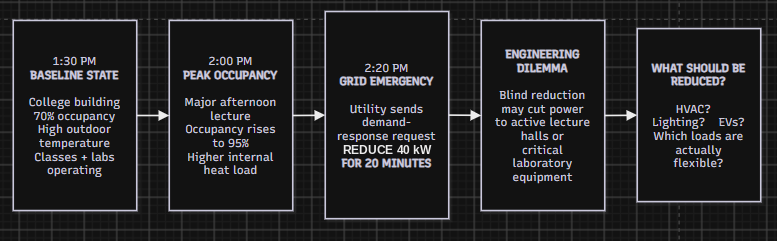 1:30 PM
BASELINE STATE
College building
70% occupancy
High outdoor
temperature
Classes + labs
operating
2:00 PM
PEAK OCCUPANCY
Major afternoon
lecture
Occupancy rises
to 95%
Higher internal
heat load
2:20 PM
GRID EMERGENCY
Utility sends
demand-
response request
REDUCE 40 kW
FOR 20 MINUTES
ENGINEERING
DILEMMA
Blind reduction
may cut power
to active lecture
halls or
critical
laboratory
equipment
WHAT SHOULD BE
REDUCED?
HVAC?
Lighting? EVs?
Which loads are
actually
flexible?